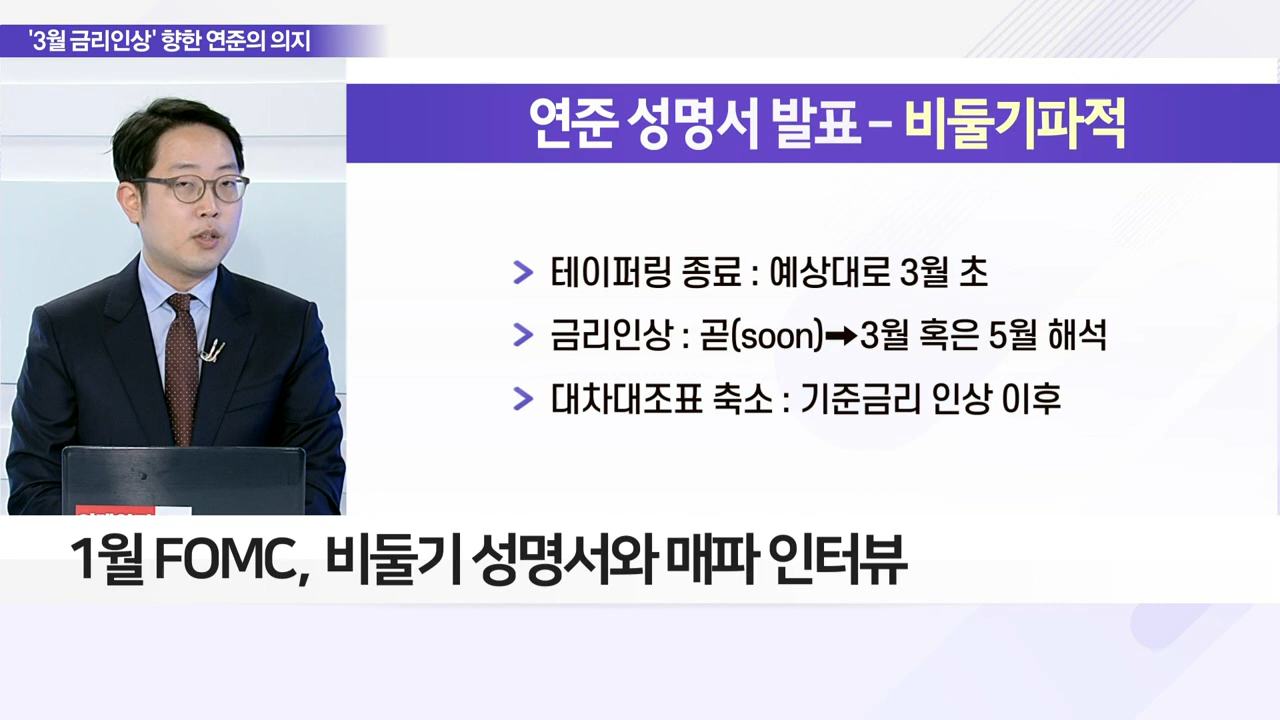 '3월 금리인상' 향한 연준의 의지
연준 성명서 발표 – 비둘기파적
> 테이퍼링 종료 : 예상대로 3월 초
> 금리인상 : 곧(soon)➡3월 혹은 5월 해석
> 대차대조표 축소 : 기준금리 인상 이후
1월 FOMC, 비둘기 성명서와 매파 인터뷰